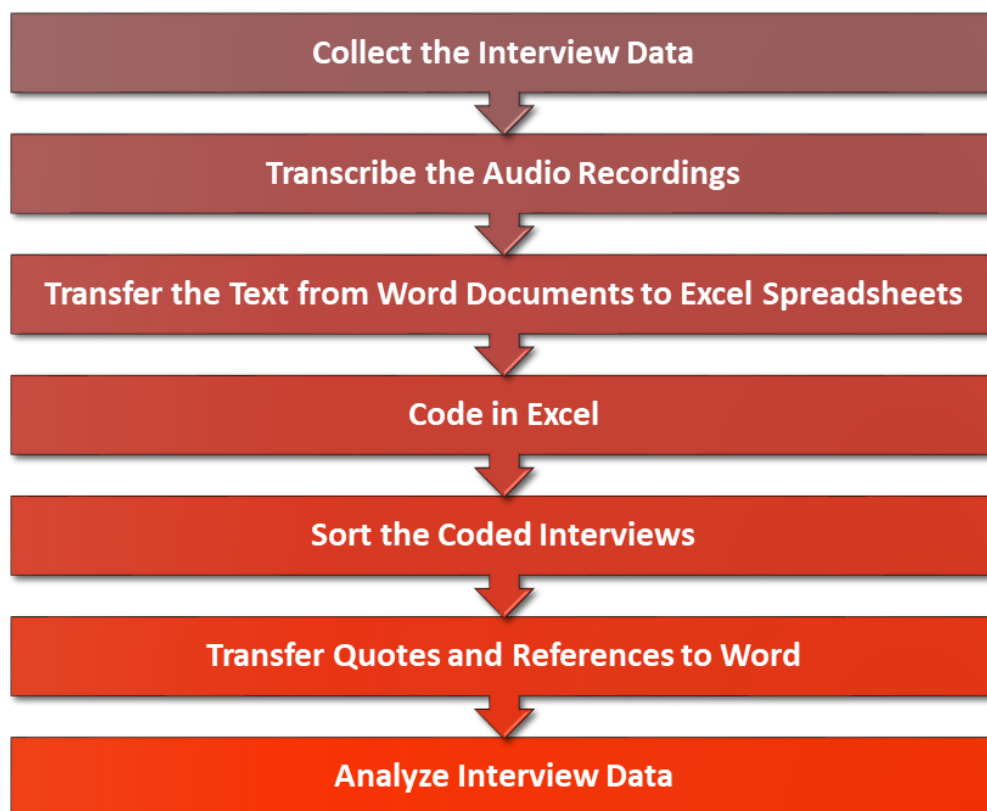 Collect the Interview Data
Transcribe the Audio Recordings
Transfer the Text from Word Documents to Excel Spreadsheets
Code in Excel
Sort the Coded Interviews
Transfer Quotes and References to Word
Analyze Interview Data